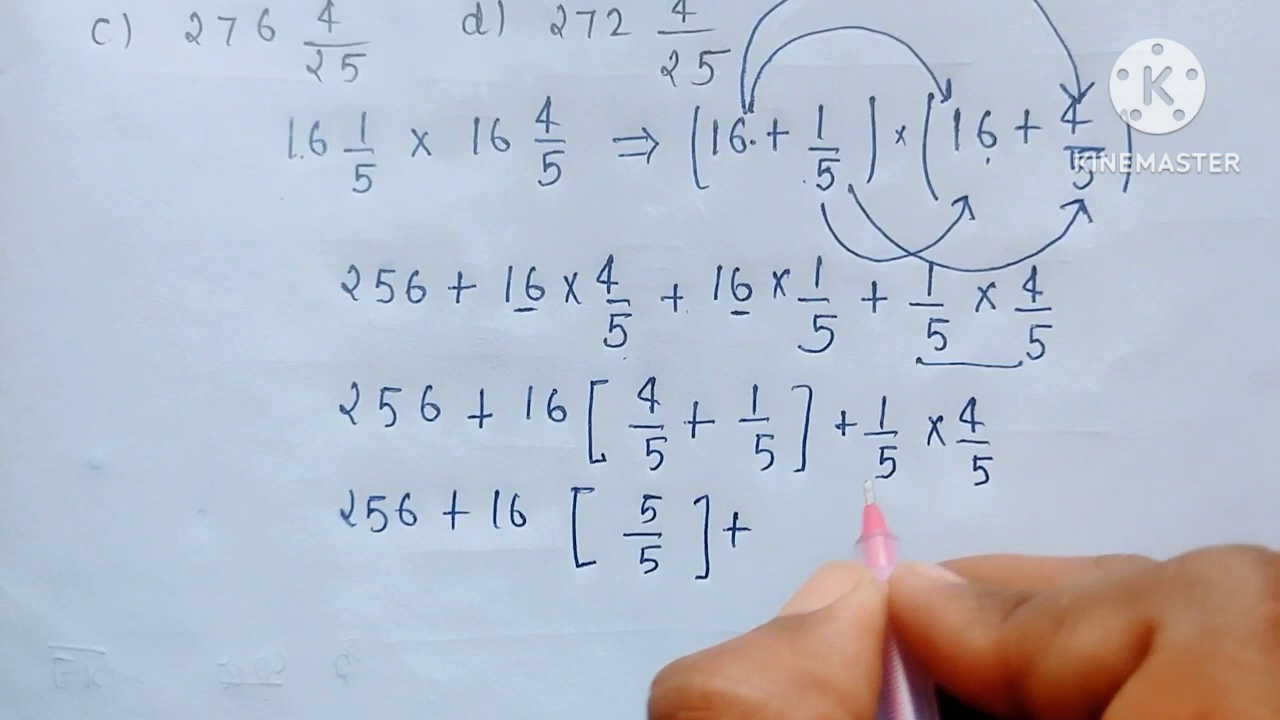 c) 276 4/25 d) 272 4/25
16 1/5 x 16 4/5 ⇒ (16 + 1/5) x (16 + 4/5)
K
KINEMASTER
256 + 16 x 4/5 + 16 x 1/5 + 1/5 x 4/5
256 + 16 [4/5 + 1/5] + 1/5 x 4/5
256 + 16 [5/5] +